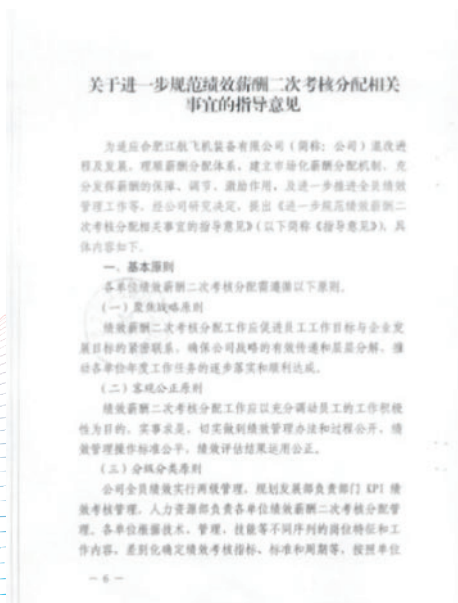 关于进一步规范绩效薪酬二次考核分配相关
事宜的指导意见
为适应合肥江航飞机装备有限公司（简称：公司）混改进
程及发展，理顺薪酬分配体系，建立市场化薪酬分配机制，充
分发挥薪酬的保障、调节、激励作用，及进一步推进全员绩效
管理工作等，经公司研究决定，提出《进一步规范绩效薪酬二
次考核分配相关事宜的指导意见》（以下简称《指导意见》），具
体内容如下。
一、基本原则
各单位绩效薪酬二次考核分配需遵循以下原则。
（一）聚焦战略原则
绩效薪酬二次考核分配工作应促进员工工作目标与企业发
展目标的紧密联系，确保公司战略的有效传递和层层分解，推
动各单位年度工作任务的逐步落实和顺利达成。
（二）客观公正原则
绩效薪酬二次考核分配工作应以充分调动员工的工作积极
性为目的，实事求是，切实做到绩效管理办法和过程公开、绩
效管理操作标准公平、绩效评估结果运用公正。
（三）分级分类原则
公司全员绩效实行两级管理，规划发展部负责部门 KPI 绩
效考核管理，人力资源部负责各单位绩效薪酬二次考核分配管
理。各单位根据技术、管理、技能等不同序列的岗位特征和工
作内容，差别化确定绩效考核指标、标准和周期等，按照单位
— 6 —